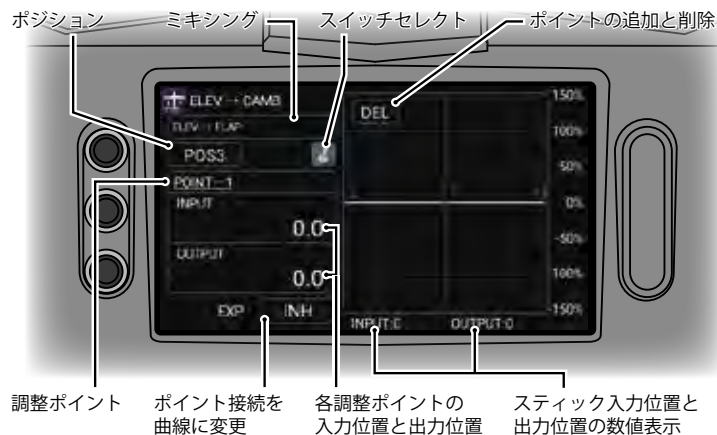 ポジション
ミキシング
スイッチセレクト
ポイントの追加と削除
ELEV→CAMB
ELEV→FLAP
POS3
POINT→1
INPUT
0.0
OUTPUT
0.0
EXP
INH
DEL
150%
100%
50%
0%
-50%
100%
-150%
INPUT:0
OUTPUT:0
調整ポイント
ポイント接続を
曲線に変更
各調整ポイントの
入力位置と出力位置
スティック入力位置と
出力位置の数値表示